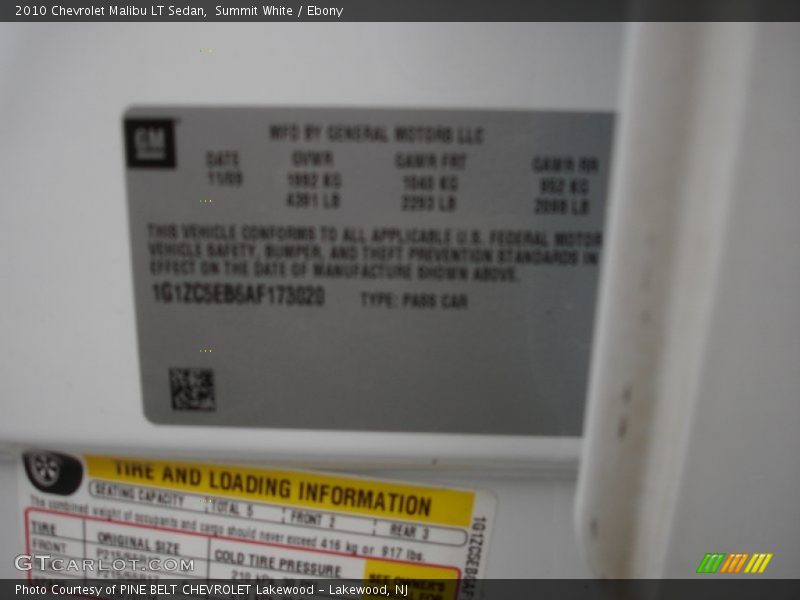 2010 Chevrolet Malibu LT Sedan,  Summit White / Ebony
GM
MFD BY GENERAL MOTORS LLC
DATE GVWR GAWR FRT GAWR RR
11/09 1992 KG 1040 KG 952 KG
4391 LB 2293 LB 2098 LB
THIS VEHICLE CONFORMS TO ALL APPLICABLE U.S. FEDERAL MOTOR
VEHICLE SAFETY, BUMPER, AND THEFT PREVENTION STANDARDS IN
EFFECT ON THE DATE OF MANUFACTURE SHOWN ABOVE.
1G1ZC5EB6AF173020 TYPE: PASS CAR
TIRE AND LOADING INFORMATION
SEATING CAPACITY TOTAL 5 FRONT 2 REAR 3
The combined weight of occupants and cargo should never exceed 416 kg or 917 lbs.
TIRE ORIGINAL SIZE COLD TIRE PRESSURE
FRONT
SEE OWNER'S
1G1ZC5EB6AF
GTCarLot.com
Photo Courtesy of PINE BELT CHEVROLET Lakewood - Lakewood, NJ